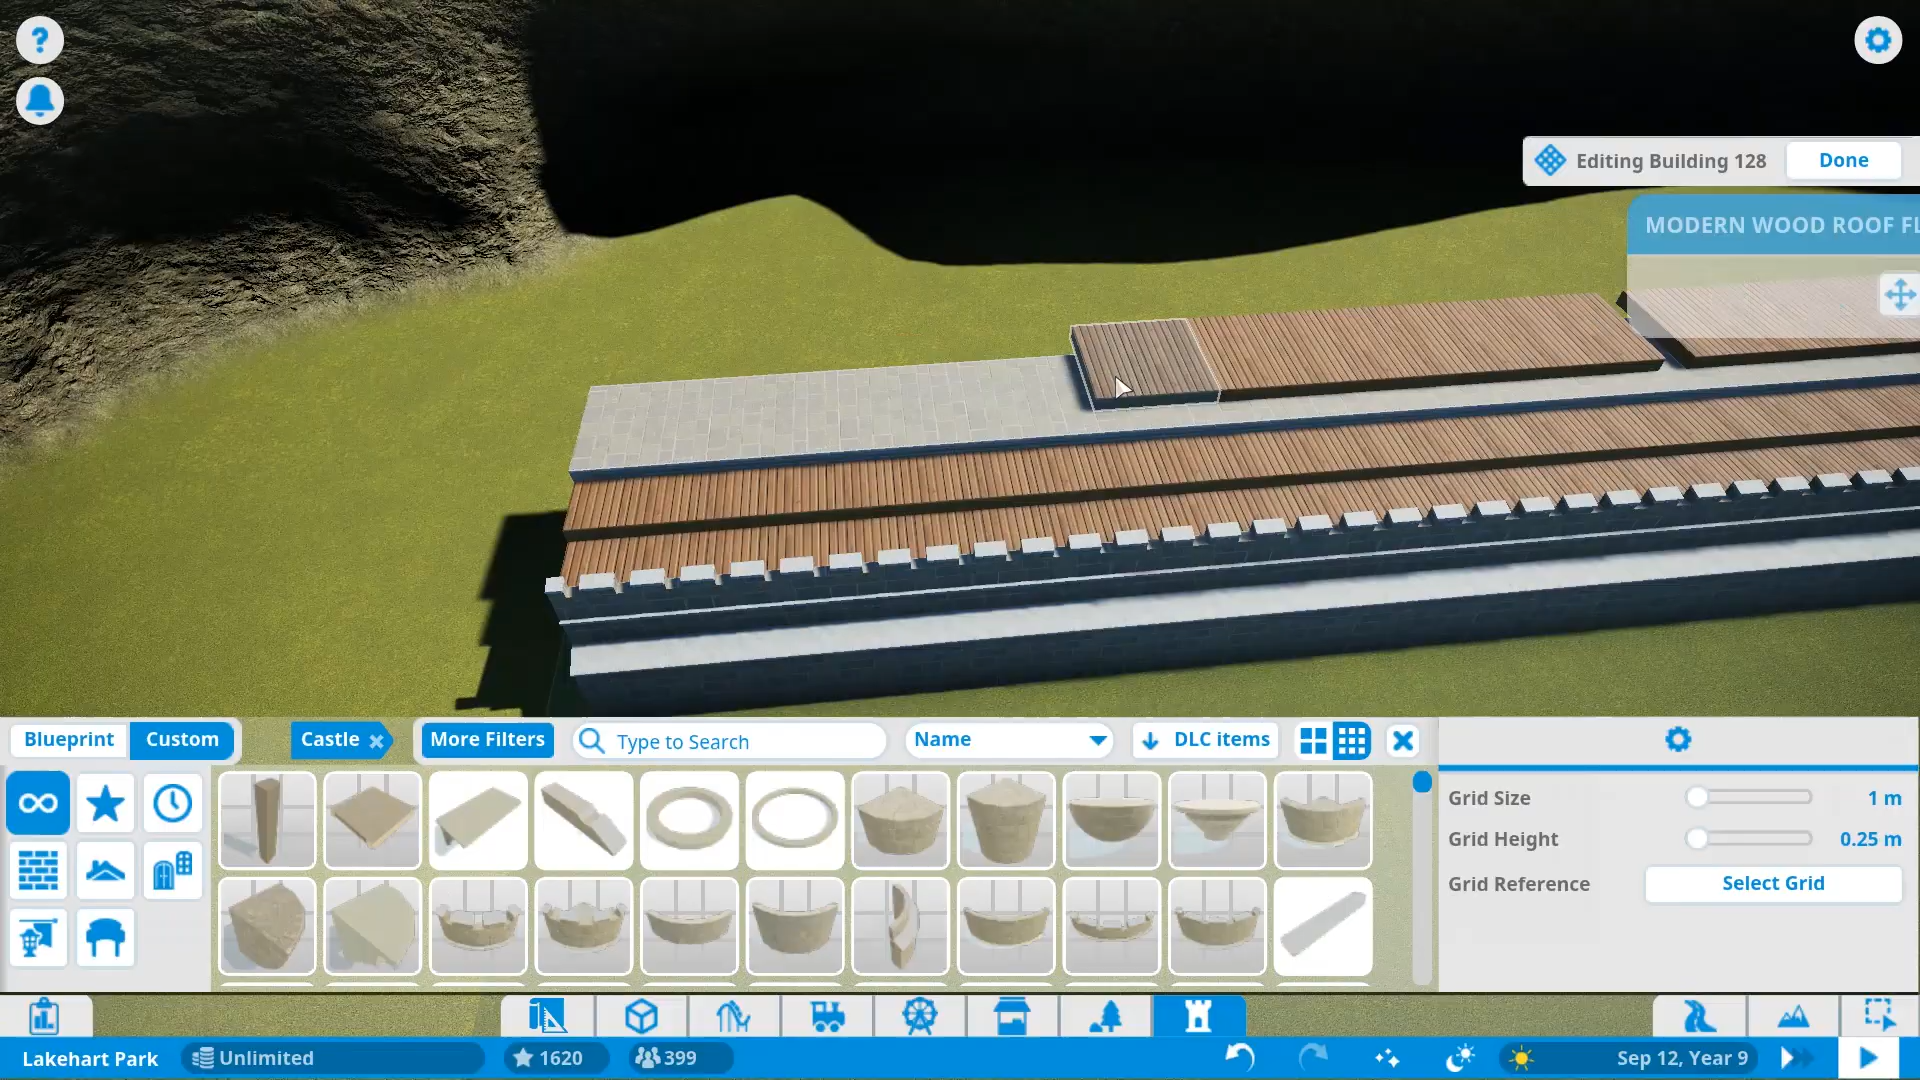 ?
Editing Building 128
Done
MODERN WOOD ROOF FL
Blueprint
Custom
Castle
More Filters
Type to Search
Name
DLC items
Grid Size
1 m
Grid Height
0.25 m
Grid Reference
Select Grid
Lakehart Park
Unlimited
1620
399
Sep 12, Year 9